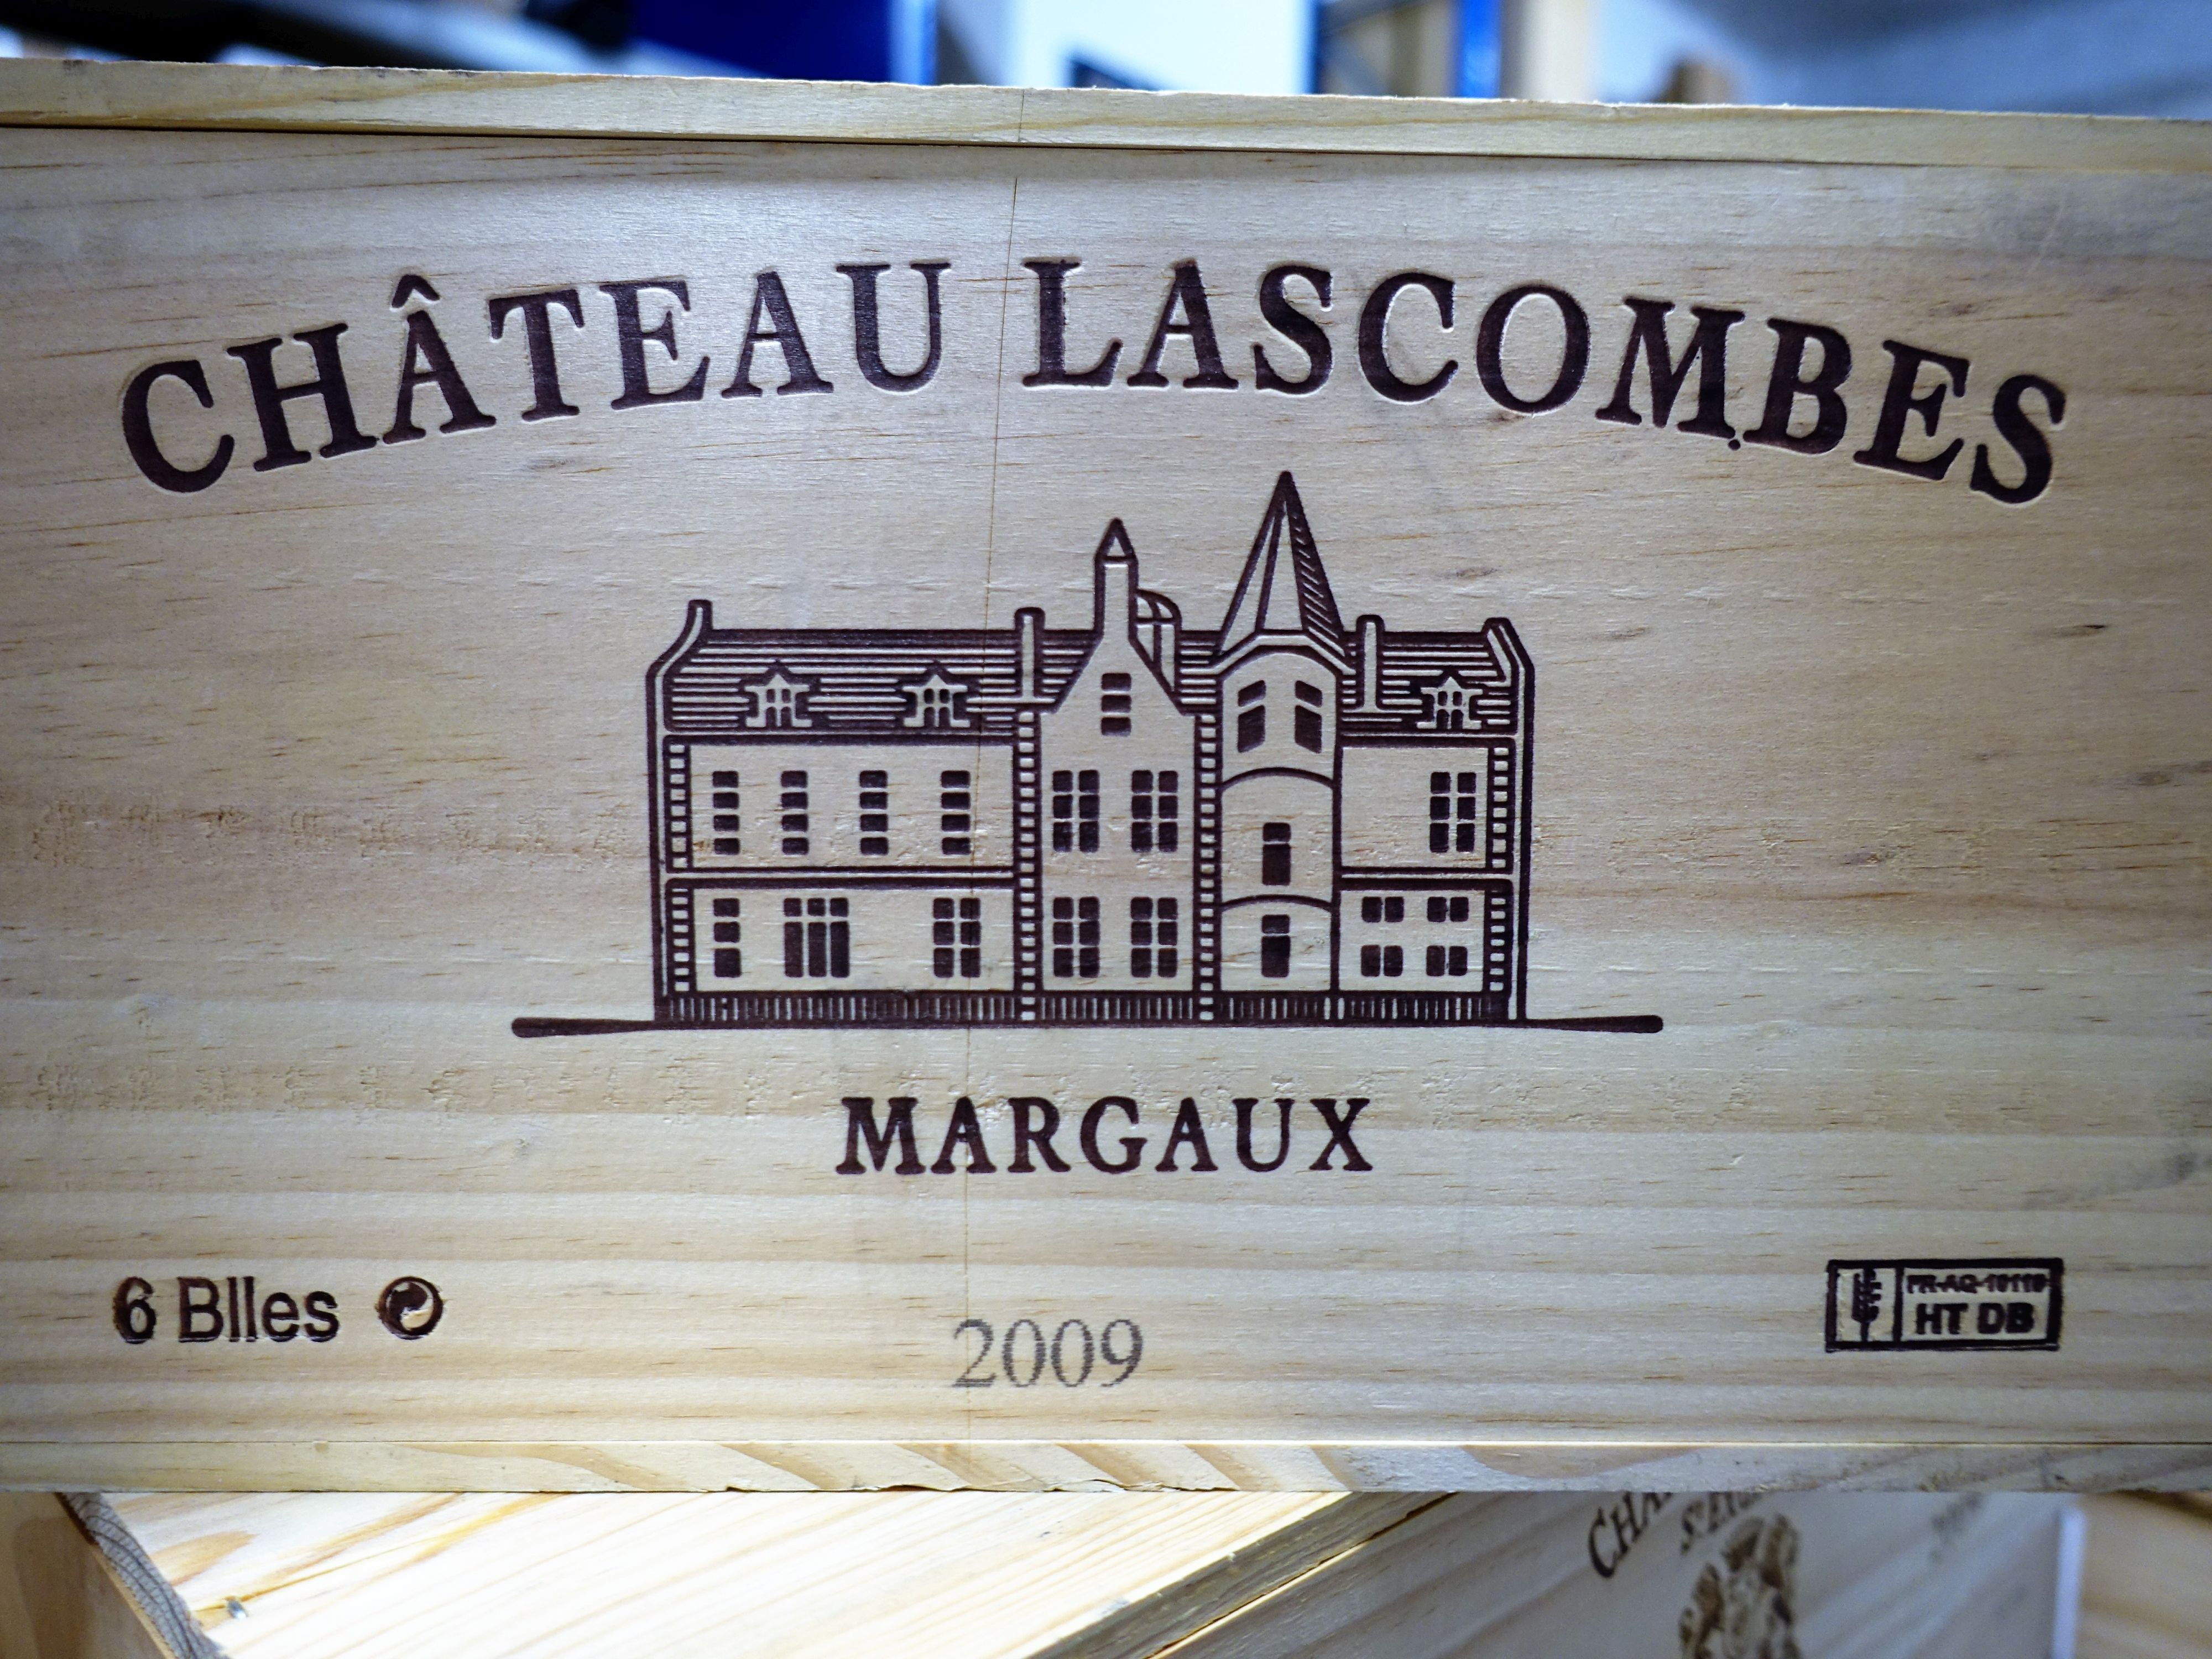 CHÂTEAU LASCOMBES
MARGAUX
6 Blles
2009
HT DB